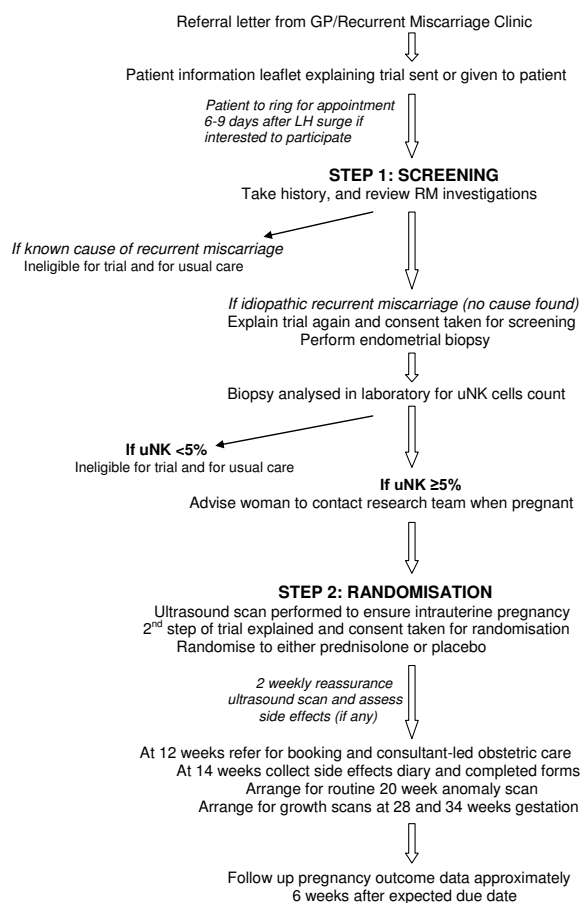 Referral letter from GP/Recurrent Miscarriage Clinic
Patient information leaflet explaining trial sent or given to patient
Patient to ring for appointment
6-9 days after LH surge if
interested to participate
STEP 1: SCREENING
Take history, and review RM investigations
If known cause of recurrent miscarriage
Ineligible for trial and for usual care
If idiopathic recurrent miscarriage (no cause found)
Explain trial again and consent taken for screening
Perform endometrial biopsy
Biopsy analysed in laboratory for uNK cells count
If uNK <5%
Ineligible for trial and for usual care
If uNK ≥5%
Advise woman to contact research team when pregnant
STEP 2: RANDOMISATION
Ultrasound scan performed to ensure intrauterine pregnancy
2nd step of trial explained and consent taken for randomisation
Randomise to either prednisolone or placebo
2 weekly reassurance
ultrasound scan and assess
side effects (if any)
At 12 weeks refer for booking and consultant-led obstetric care
At 14 weeks collect side effects diary and completed forms
Arrange for routine 20 week anomaly scan
Arrange for growth scans at 28 and 34 weeks gestation
Follow up pregnancy outcome data approximately
6 weeks after expected due date